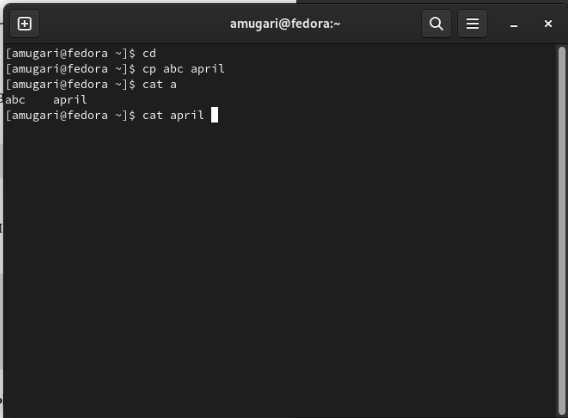 amugari@fedora:~
[amugari@fedora ~]$ cd
[amugari@fedora ~]$ cp abc april
[amugari@fedora ~]$ cat a
abc    april
[amugari@fedora ~]$ cat april